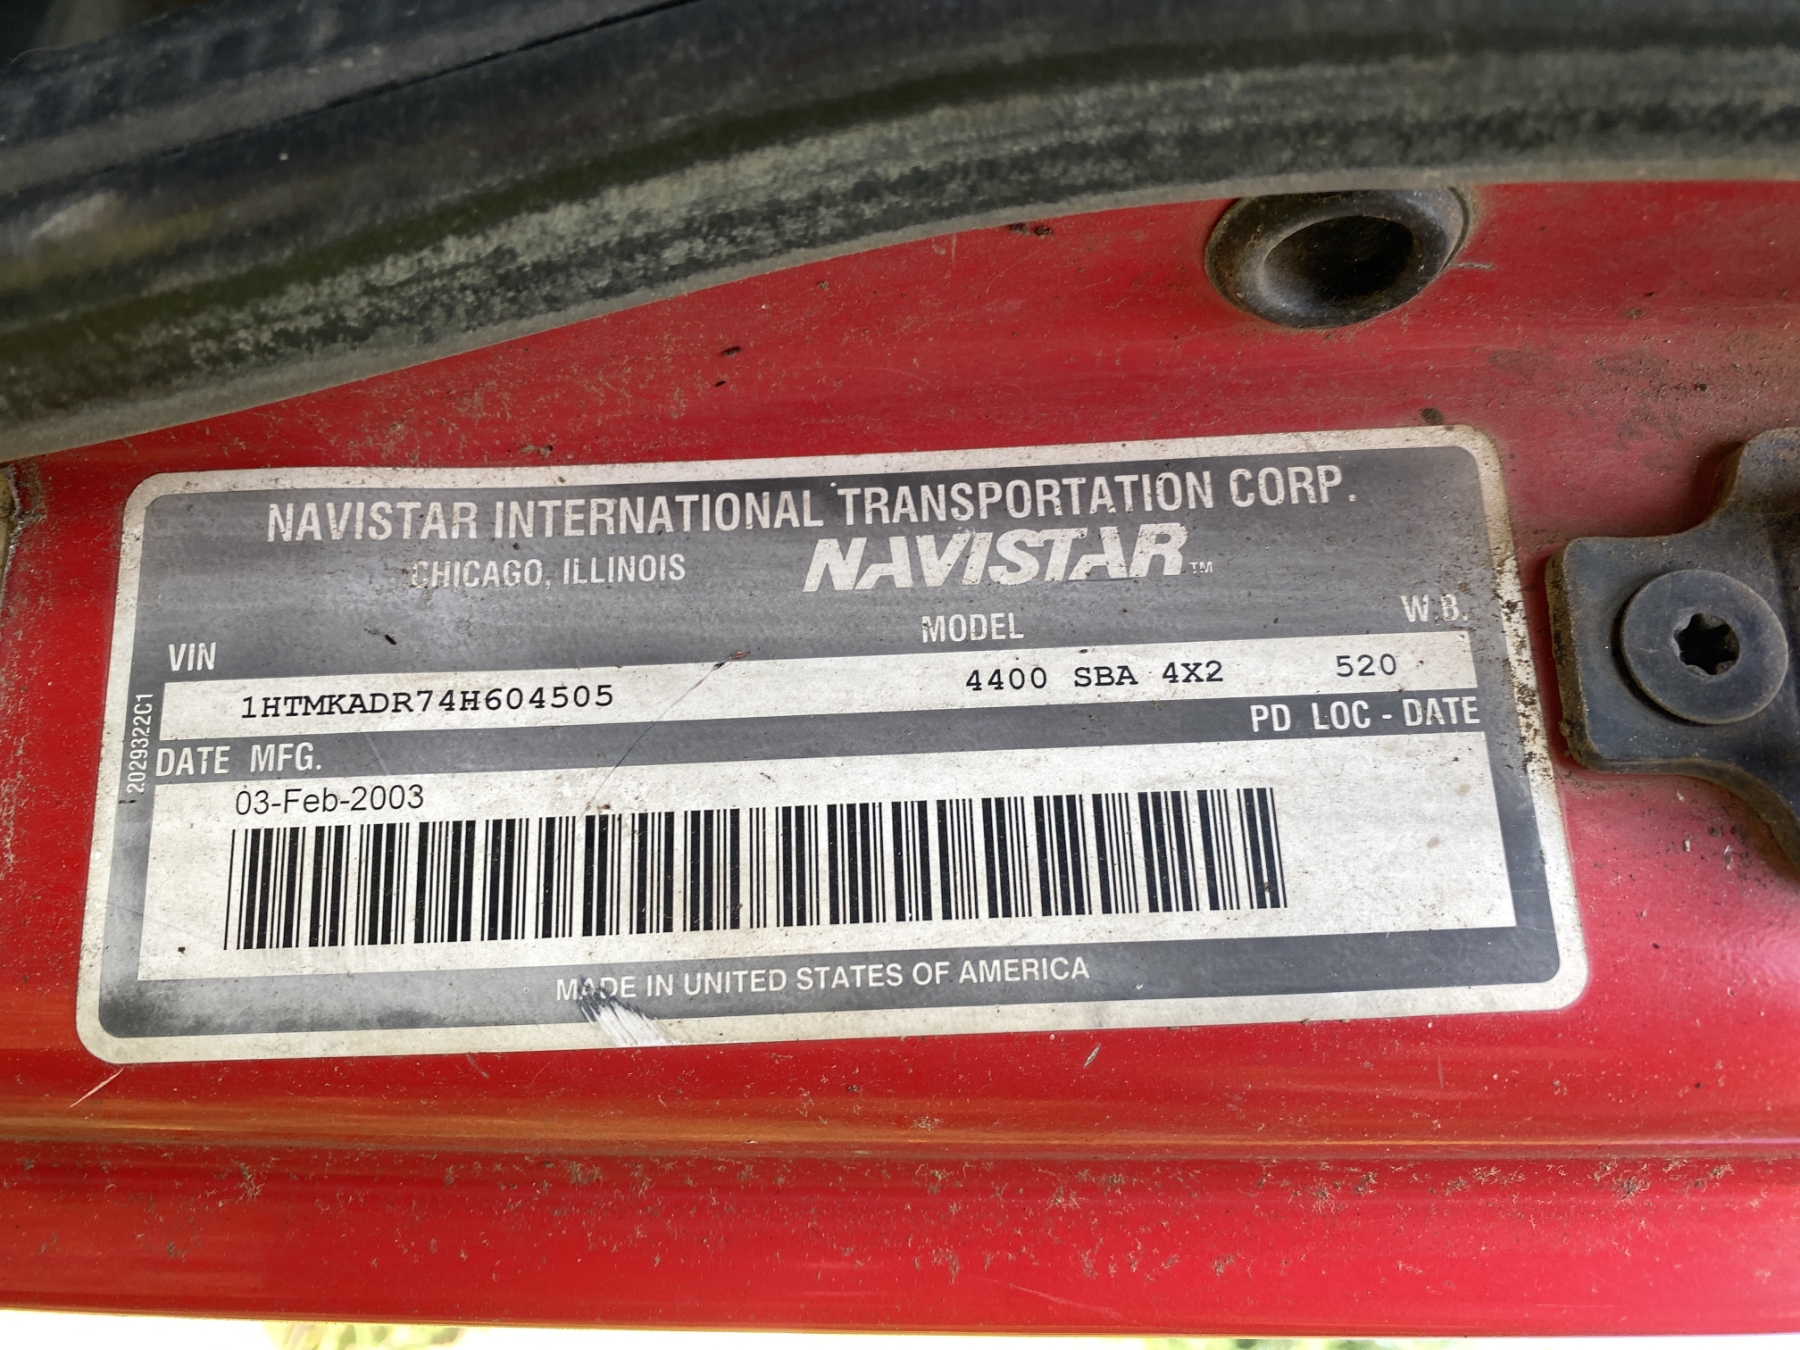 NAVISTAR INTERNATIONAL TRANSPORTATION CORP.
CHICAGO, ILLINOIS NAVISTAR™
VIN MODEL W.B.
1HTMKADR74H604505 4400 SBA 4X2 520
DATE MFG. PD LOC - DATE
03-Feb-2003
MADE IN UNITED STATES OF AMERICA
2029322C1